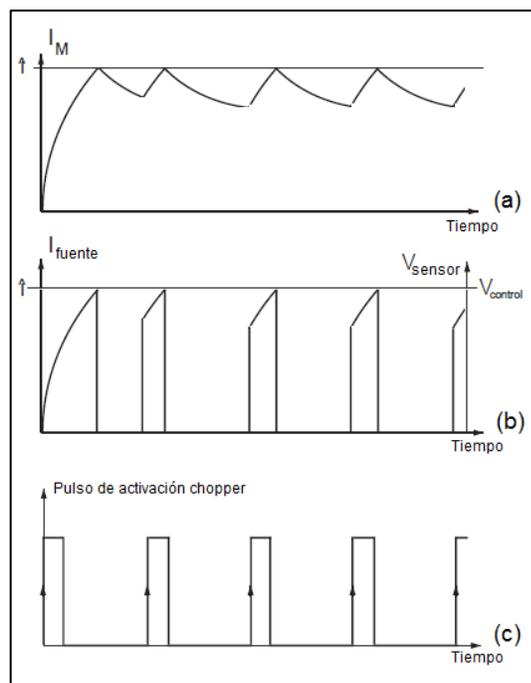 I_M
Î
(a)
Tiempo
I_fuente
V_sensor
Î
V_control
(b)
Tiempo
Pulso de activación chopper
(c)
Tiempo